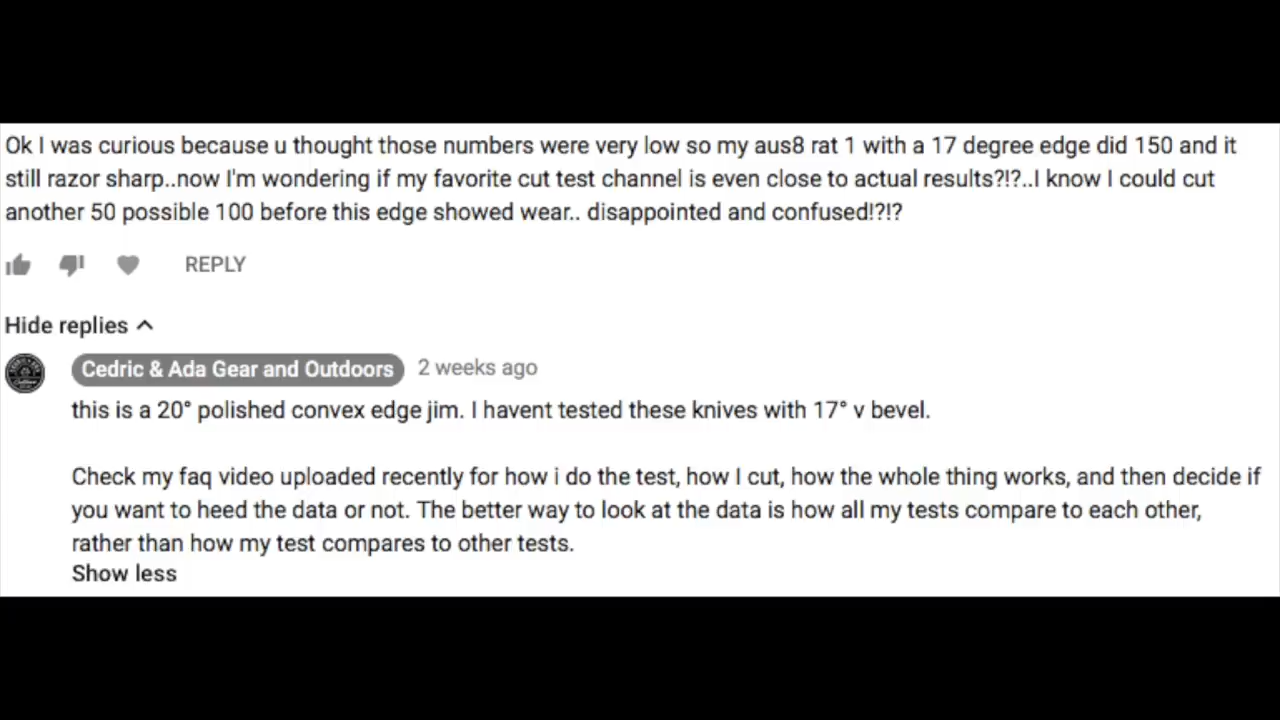 Ok I was curious because u thought those numbers were very low so my aus8 rat 1 with a 17 degree edge did 150 and it
still razor sharp..now I'm wondering if my favorite cut test channel is even close to actual results?!?..I know I could cut
another 50 possible 100 before this edge showed wear.. disappointed and confused!?!?
REPLY
Hide replies
Cedric & Ada Gear and Outdoors 2 weeks ago
this is a 20° polished convex edge jim. I havent tested these knives with 17° v bevel.
Check my faq video uploaded recently for how i do the test, how I cut, how the whole thing works, and then decide if
you want to heed the data or not. The better way to look at the data is how all my tests compare to each other,
rather than how my test compares to other tests.
Show less